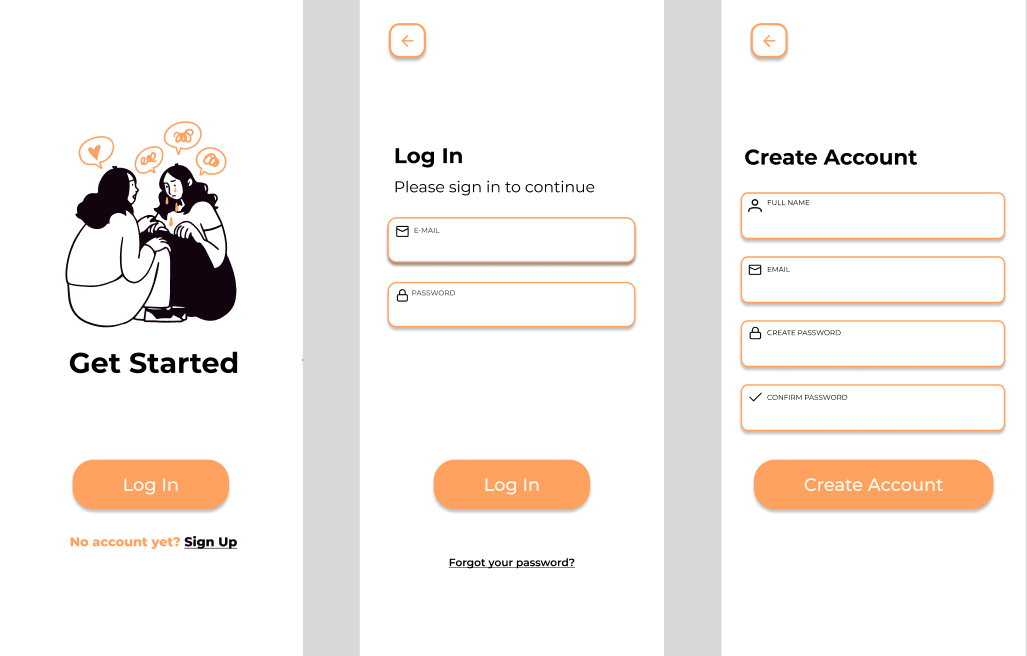 Get Started
Log In
No account yet? Sign Up
Log In
Please sign in to continue
E-MAIL
PASSWORD
Log In
Forgot your password?
Create Account
FULL NAME
EMAIL
CREATE PASSWORD
CONFIRM PASSWORD
Create Account